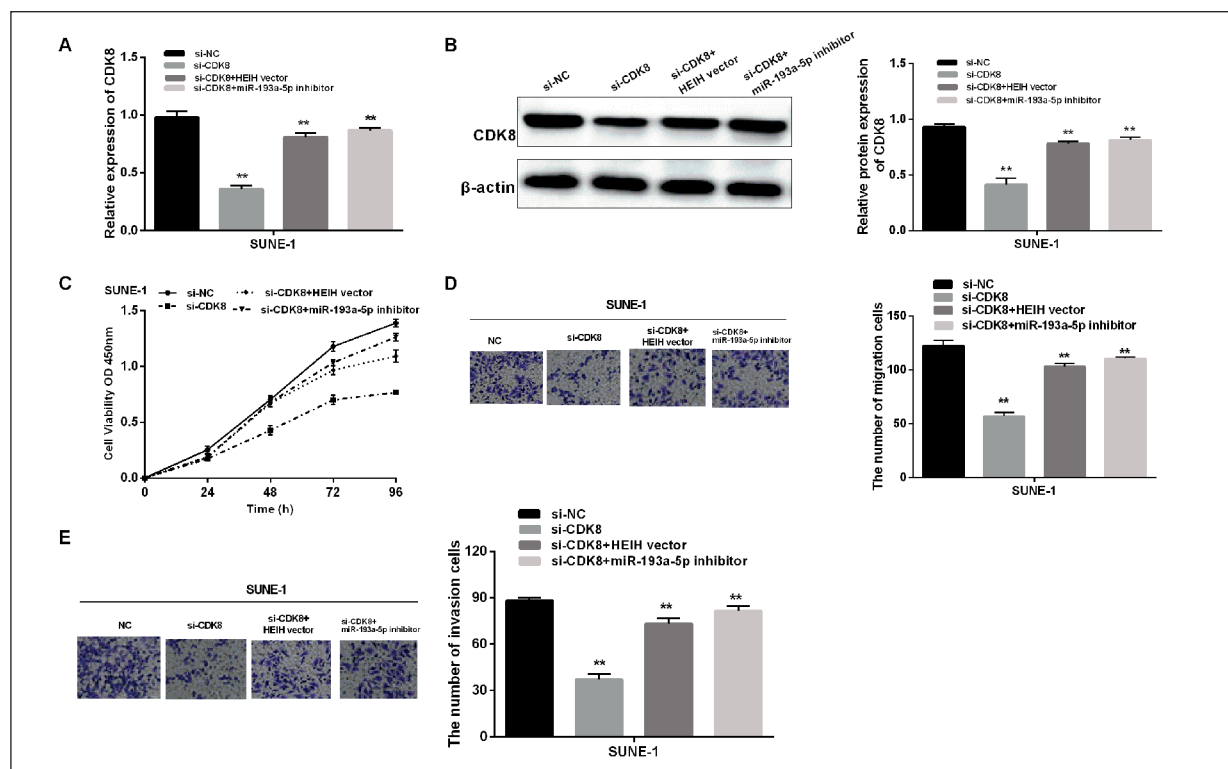 A
si-NC
si-CDK8
si-CDK8+HEIH vector
si-CDK8+miR-193a-5p inhibitor
Relative expression of CDK8
1.5
1.0
0.5
0.0
**
**
**
SUNE-1
B
si-NC
si-CDK8
si-CDK8+
HEIH vector
si-CDK8+
miR-193a-5p inhibitor
CDK8
β-actin
si-NC
si-CDK8
si-CDK8+HEIH vector
si-CDK8+miR-193a-5p inhibitor
Relative protein expression
of CDK8
1.5
1.0
0.5
0.0
**
**
**
SUNE-1
C
SUNE-1
si-NC
si-CDK8
si-CDK8+HEIH vector
si-CDK8+miR-193a-5p inhibitor
Cell Viability OD 450nm
1.5
1.0
0.5
0.0
0
24
48
72
96
Time (h)
D
SUNE-1
NC
si-CDK8
si-CDK8+
HEIH vector
si-CDK8+
miR-193a-5p inhibitor
si-NC
si-CDK8
si-CDK8+HEIH vector
si-CDK8+miR-193a-5p inhibitor
The number of migration cells
150
100
50
0
**
**
**
SUNE-1
E
SUNE-1
NC
si-CDK8
si-CDK8+
HEIH vector
si-CDK8+
miR-193a-5p inhibitor
si-NC
si-CDK8
si-CDK8+HEIH vector
si-CDK8+miR-193a-5p inhibitor
The number of invasion cells
120
90
60
30
0
**
**
**
SUNE-1